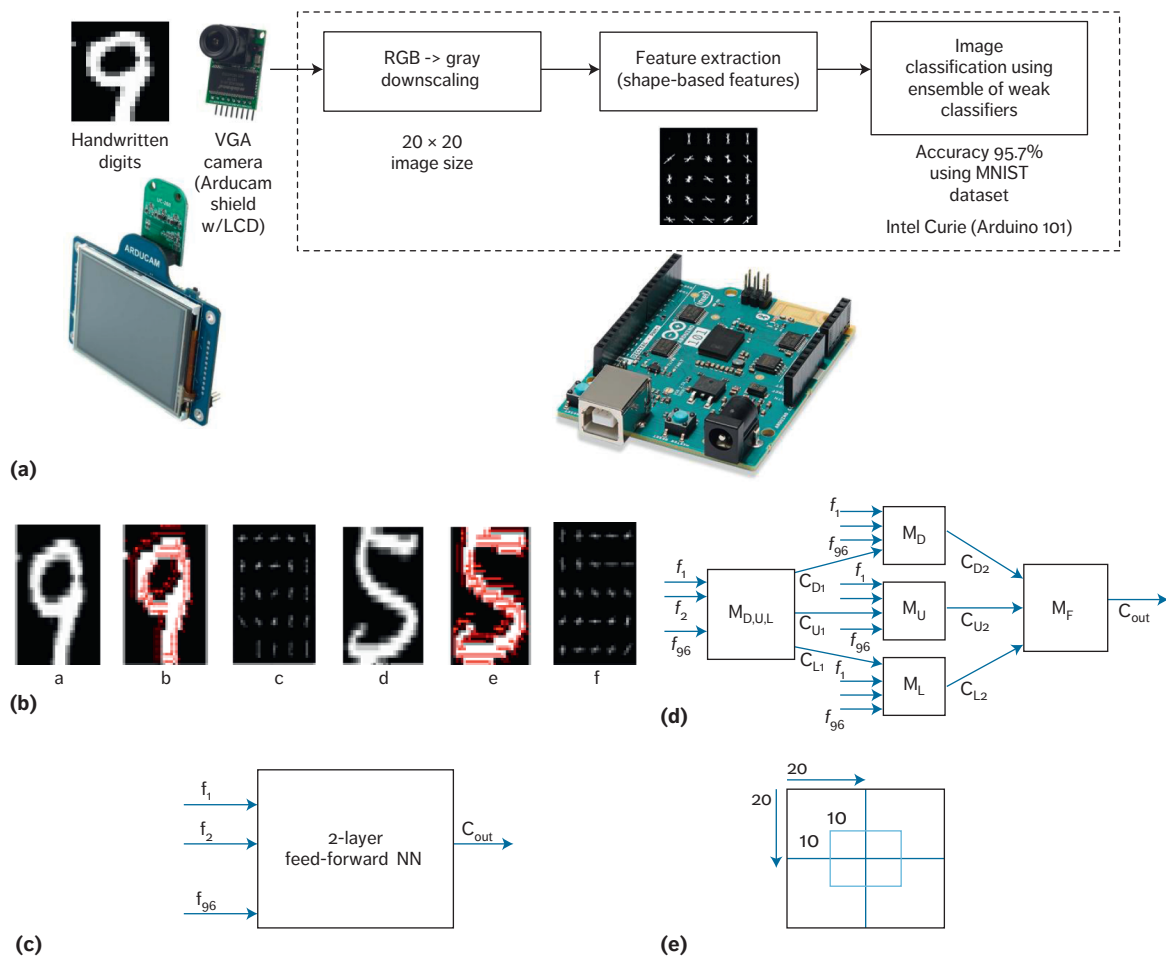 Handwritten
digits
VGA
camera
(Arducam
shield
w/LCD)
RGB -> gray
downscaling
20 × 20
image size
Feature extraction
(shape-based features)
Image
classification using
ensemble of weak
classifiers
Accuracy 95.7%
using MNIST
dataset
Intel Curie (Arduino 101)
ARDUCAM
101
(a)
a
b
c
d
e
f
(b)
f1
f2
f96
MD,U,L
CD1
CU1
CL1
f1
f96
MD
f1
f96
MU
f1
f96
ML
CD2
CU2
CL2
MF
Cout
(d)
f1
f2
f96
2-layer
feed-forward NN
Cout
(c)
20
20
10
10
(e)